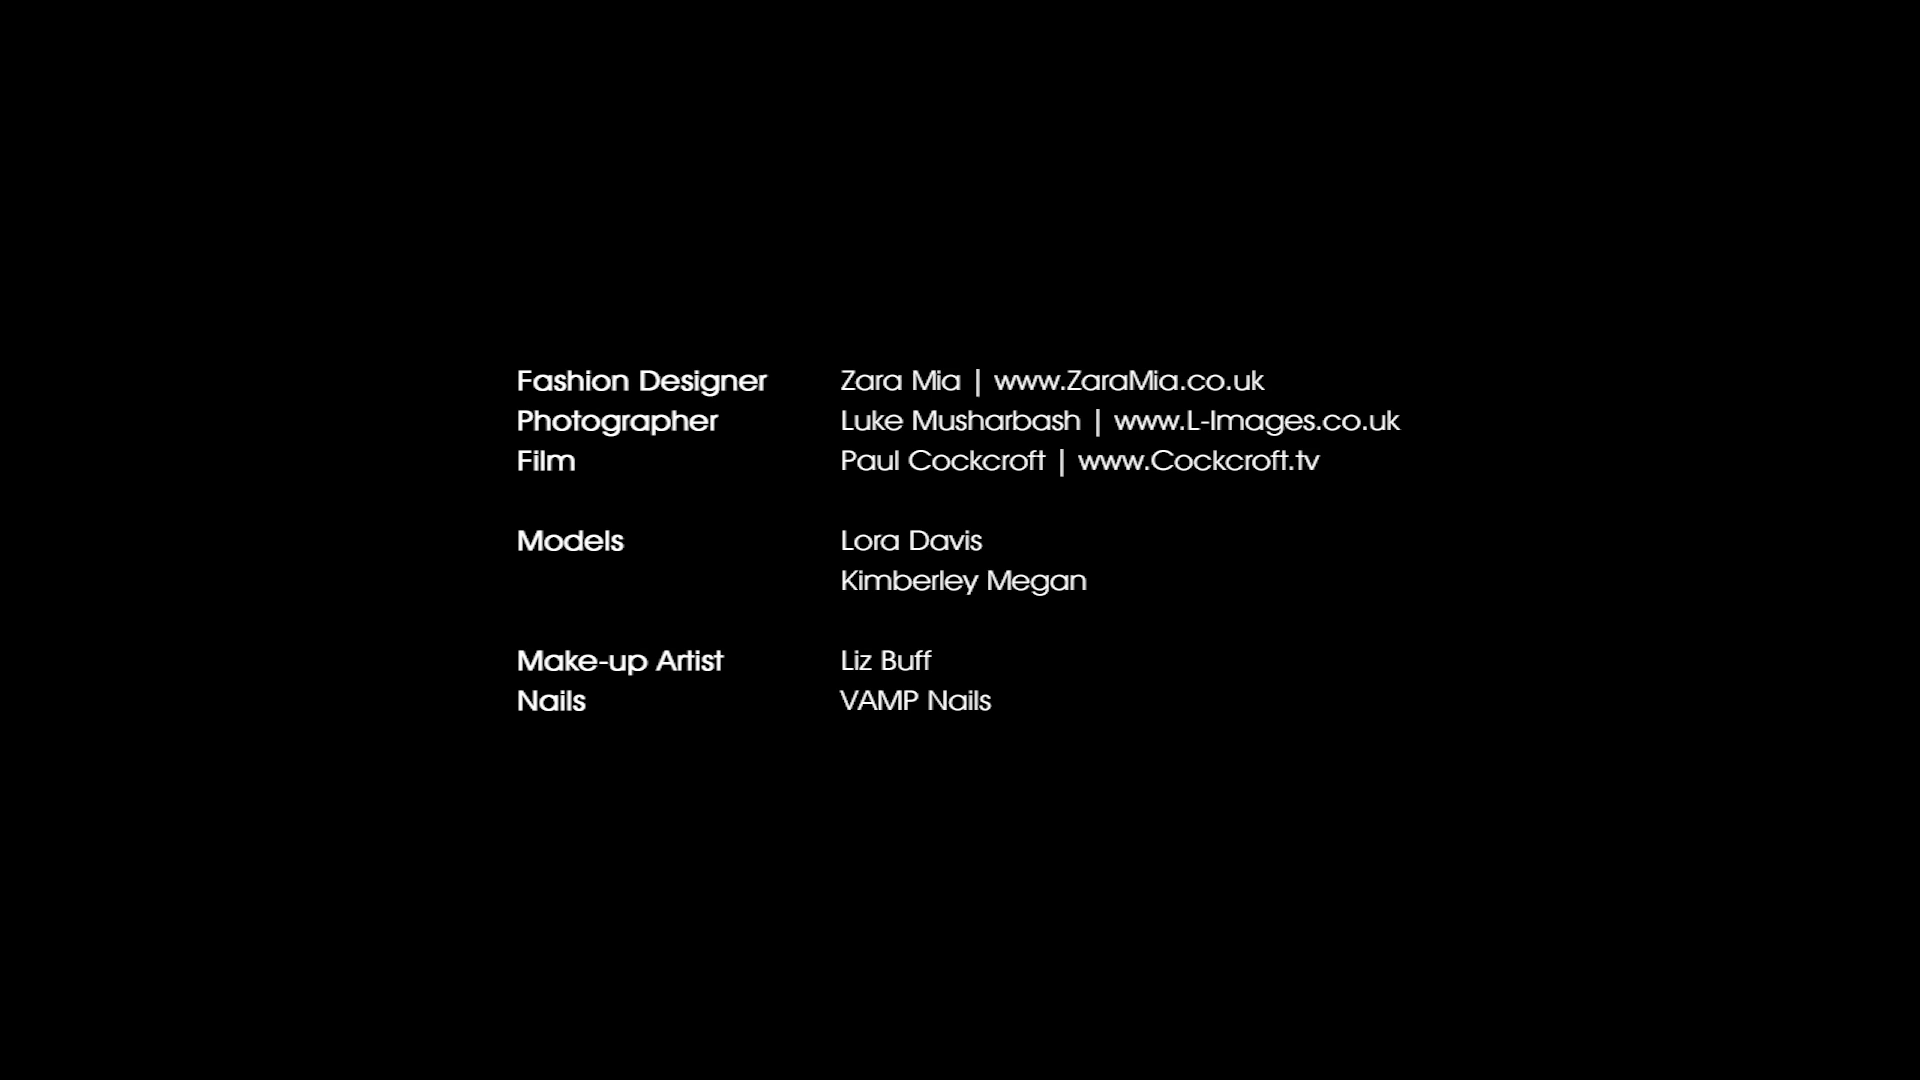 Fashion Designer Zara Mia | www.ZaraMia.co.uk
Photographer Luke Musharbash | www.L-Images.co.uk
Film Paul Cockcroft | www.Cockcroft.tv
Models Lora Davis
Kimberley Megan
Make-up Artist Liz Buff
Nails VAMP Nails